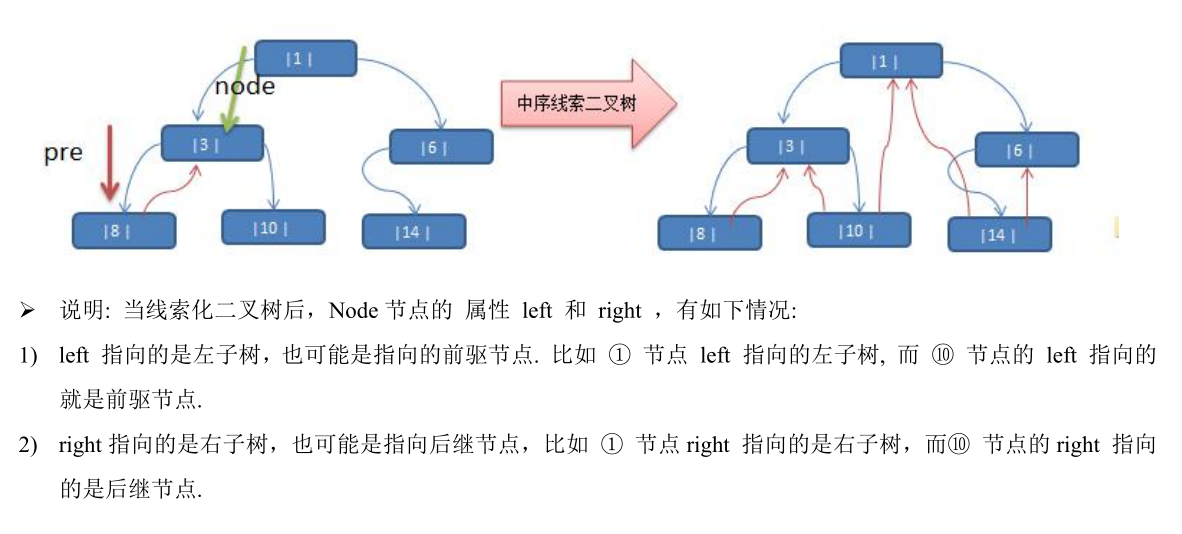 |1 |
node
|3 |
|6 |
pre
|8 |
|10 |
|14 |
中序线索二叉树
|1 |
|3 |
|6 |
|8 |
|10 |
|14 |
➢ 说明: 当线索化二叉树后，Node 节点的 属性 left 和 right ，有如下情况:
1) left 指向的是左子树，也可能是指向的前驱节点. 比如 ① 节点 left 指向的左子树, 而 ⑩ 节点的 left 指向的
就是前驱节点.
2) right 指向的是右子树，也可能是指向后继节点，比如 ① 节点 right 指向的是右子树，而⑩ 节点的 right 指向
的是后继节点.